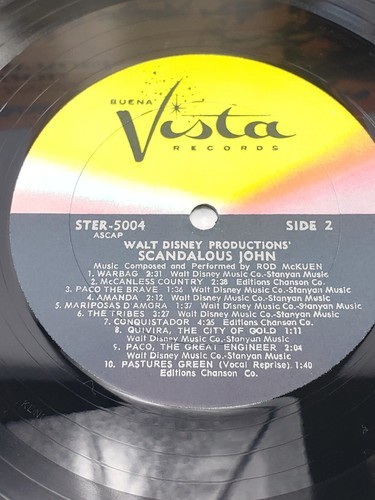 BUENA
Vista
RECORDS
STER-5004 SIDE 2
ASCAP
WALT DISNEY PRODUCTIONS'
SCANDALOUS JOHN
Music Composed and Performed by ROD McKUEN
1. WARBAG 2:31 Walt Disney Music Co.-Stanyan Music
2. McCANLESS COUNTRY 2:38 Editions Chanson Co.
3. PACO THE BRAVE 1:36 Walt Disney Music Co.-Stanyan Music
4. AMANDA 2:12 Walt Disney Music Co.-Stanyan Music
5. MARIPOSAS D'AMORA 1:37 Walt Disney Music Co.-Stanyan Music
6. THE TRIBES 3:27 Walt Disney Music Co.-Stanyan Music
7. CONQUISTADOR 4:25 Editions Chanson Co.
8. QUIVIRA, THE CITY OF GOLD 1:11
Walt Disney Music Co.-Stanyan Music
9. PACO, THE GREAT ENGINEER 2:04
Walt Disney Music Co.-Stanyan Music
10. PASTURES GREEN (Vocal Reprise) 1:40
Editions Chanson Co.